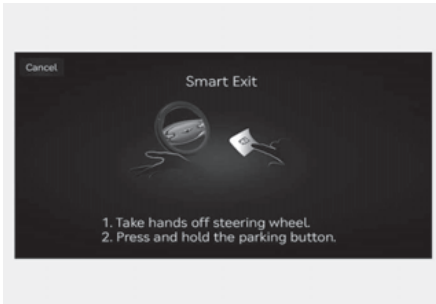 Cancel
Smart Exit
1. Take hands off steering wheel.
2. Press and hold the parking button.